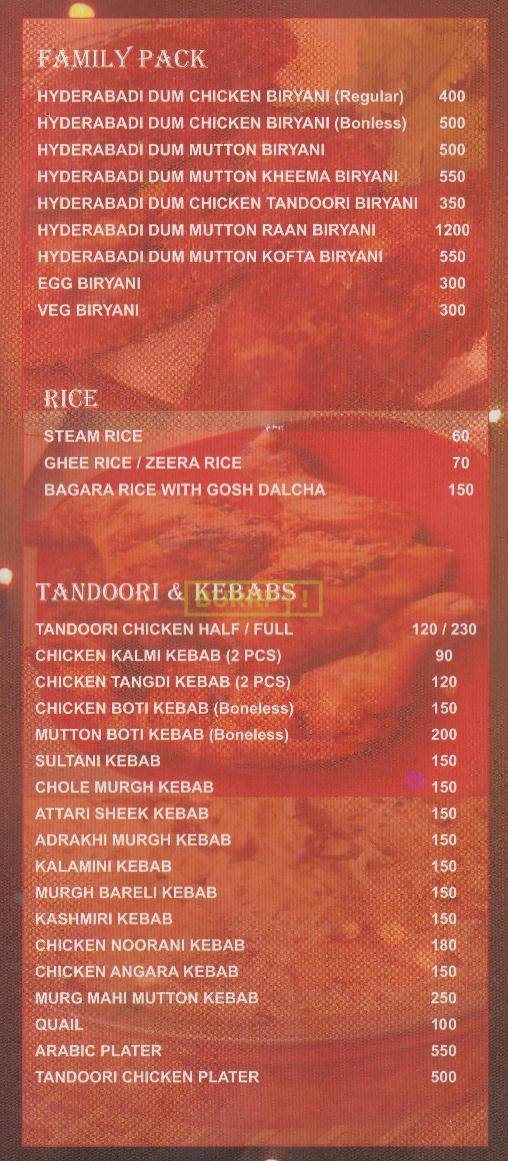 FAMILY PACK
HYDERABADI DUM CHICKEN BIRYANI (Regular) 400
HYDERABADI DUM CHICKEN BIRYANI (Bonless) 500
HYDERABADI DUM MUTTON BIRYANI 500
HYDERABADI DUM MUTTON KHEEMA BIRYANI 550
HYDERABADI DUM CHICKEN TANDOORI BIRYANI 350
HYDERABADI DUM MUTTON RAAN BIRYANI 1200
HYDERABADI DUM MUTTON KOFTA BIRYANI 550
EGG BIRYANI 300
VEG BIRYANI 300
RICE
STEAM RICE 60
GHEE RICE / ZEERA RICE 70
BAGARA RICE WITH GOSH DALCHA 150
TANDOORI & KEBABS
BURRP!
TANDOORI CHICKEN HALF / FULL 120 / 230
CHICKEN KALMI KEBAB (2 PCS) 90
CHICKEN TANGDI KEBAB (2 PCS) 120
CHICKEN BOTI KEBAB (Boneless) 150
MUTTON BOTI KEBAB (Boneless) 200
SULTANI KEBAB 150
CHOLE MURGH KEBAB 150
ATTARI SHEEK KEBAB 150
ADRAKHI MURGH KEBAB 150
KALAMINI KEBAB 150
MURGH BARELI KEBAB 150
KASHMIRI KEBAB 150
CHICKEN NOORANI KEBAB 180
CHICKEN ANGARA KEBAB 150
MURG MAHI MUTTON KEBAB 250
QUAIL 100
ARABIC PLATER 550
TANDOORI CHICKEN PLATER 500